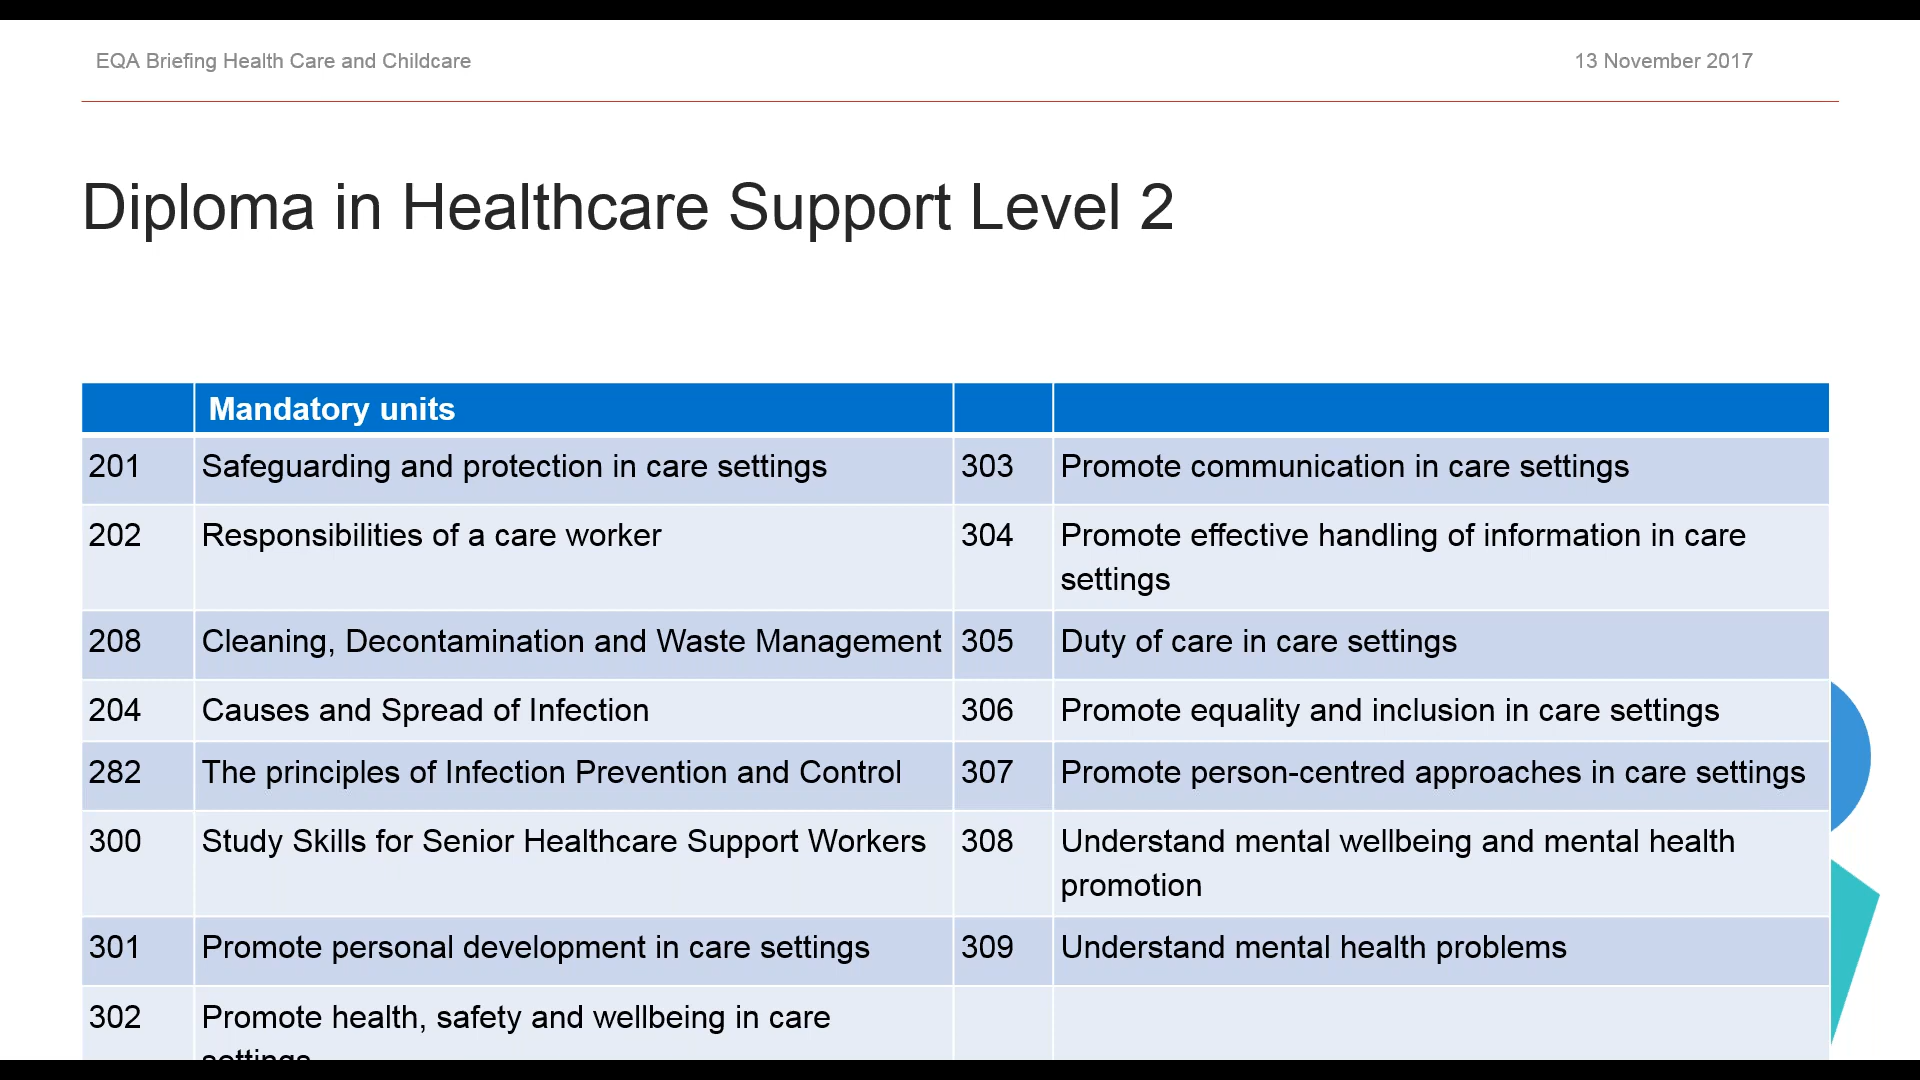 EQA Briefing Health Care and Childcare
13 November 2017
Diploma in Healthcare Support Level 2
Mandatory units
201 Safeguarding and protection in care settings 303 Promote communication in care settings
202 Responsibilities of a care worker 304 Promote effective handling of information in care
settings
208 Cleaning, Decontamination and Waste Management 305 Duty of care in care settings
204 Causes and Spread of Infection 306 Promote equality and inclusion in care settings
282 The principles of Infection Prevention and Control 307 Promote person-centred approaches in care settings
300 Study Skills for Senior Healthcare Support Workers 308 Understand mental wellbeing and mental health
promotion
301 Promote personal development in care settings 309 Understand mental health problems
302 Promote health, safety and wellbeing in care
settings